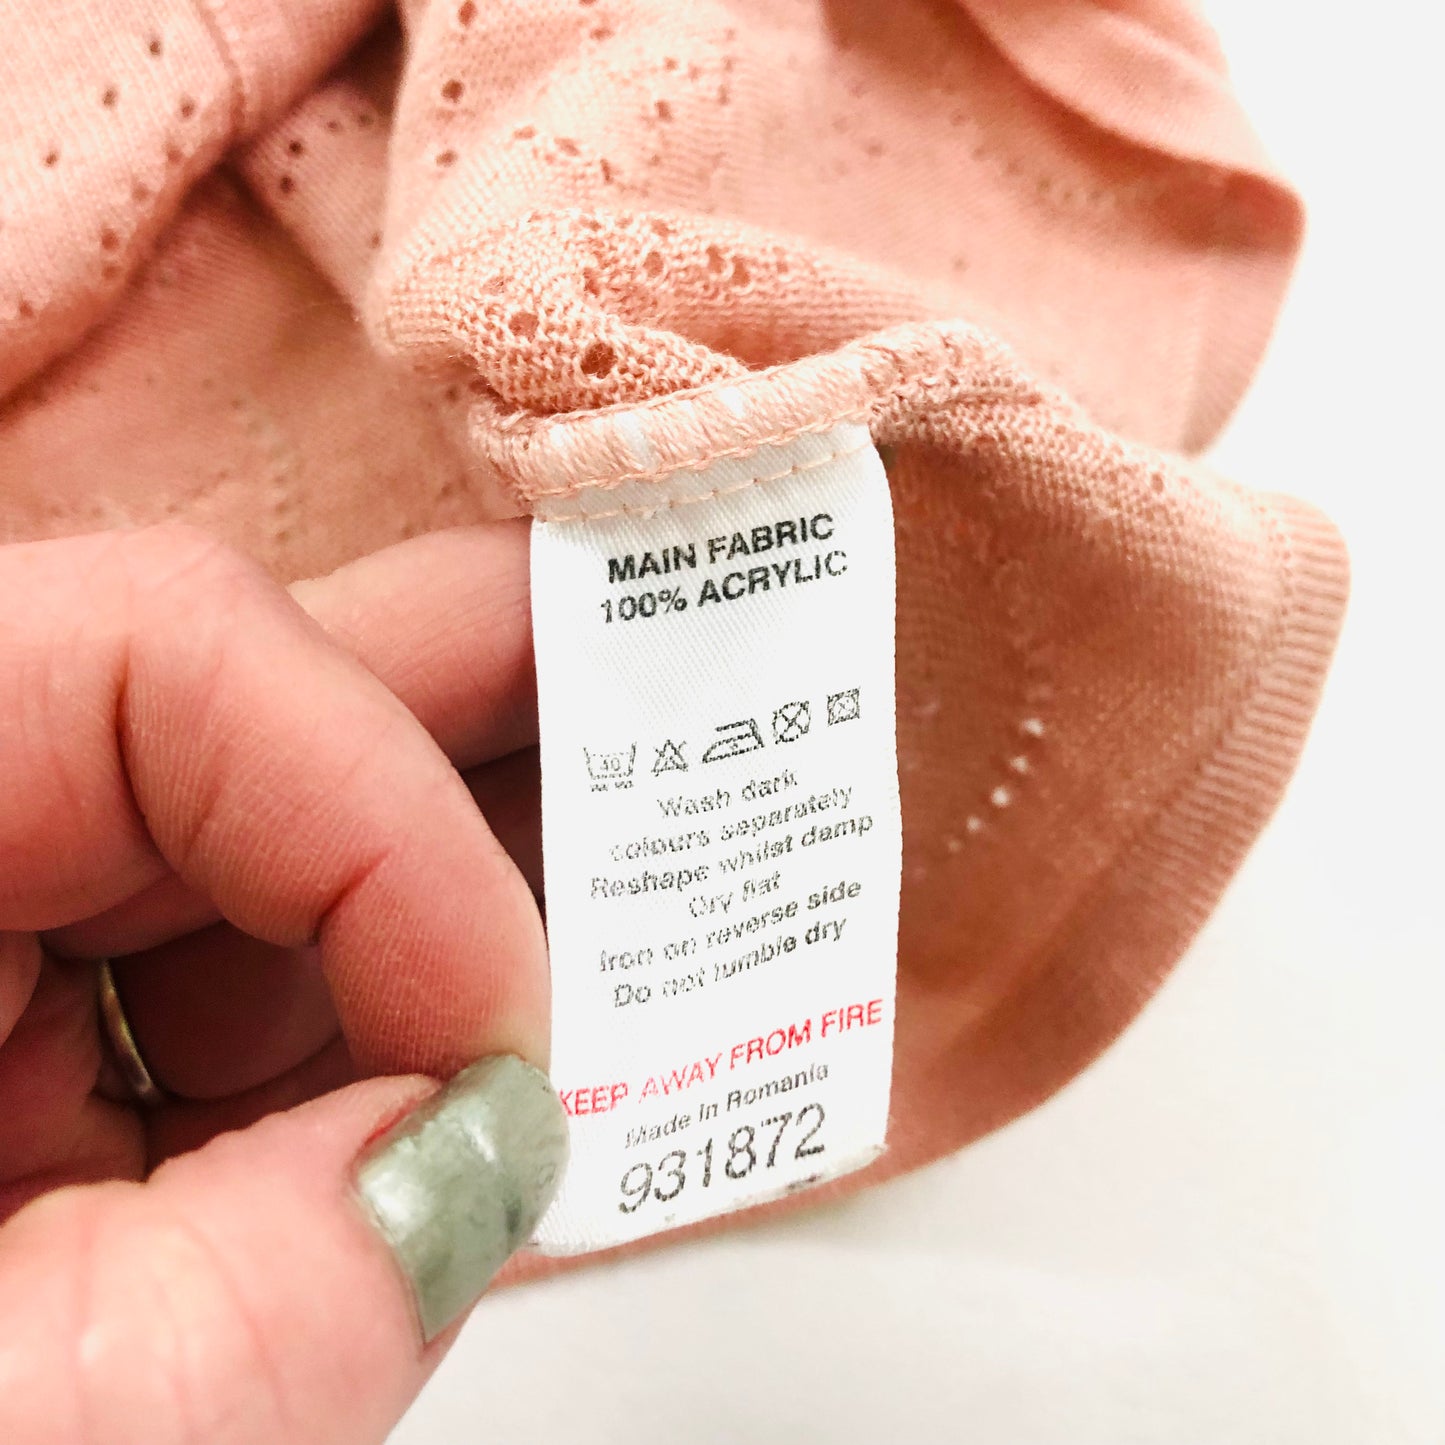 MAIN FABRIC
100% ACRYLIC
40
Wash dark
colours separately
Reshape whilst damp
Dry flat
Iron on reverse side
Do not tumble dry
KEEP AWAY FROM FIRE
Made in Romania
931872